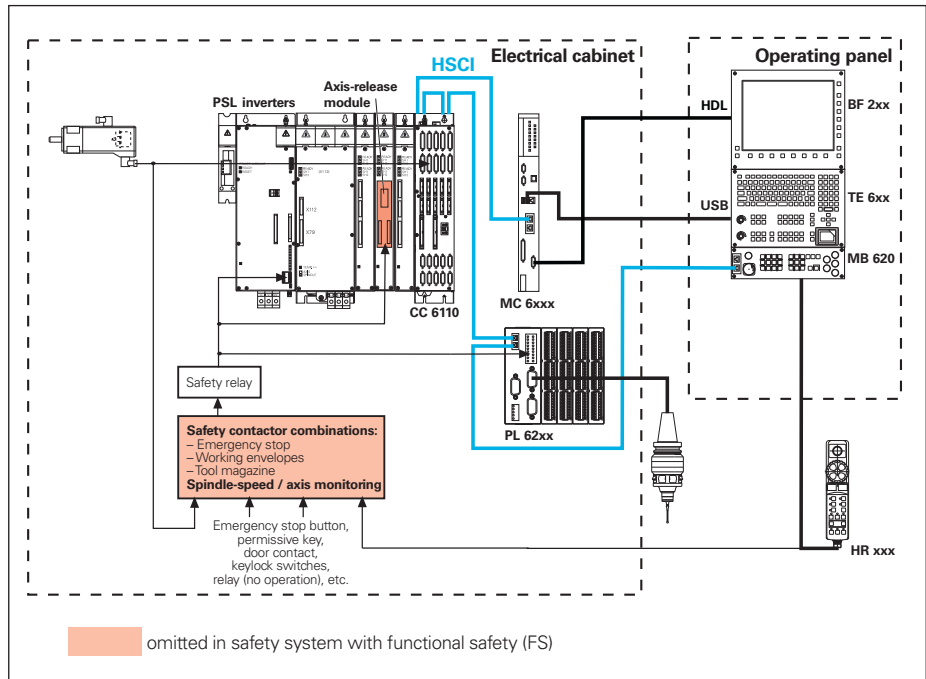 Electrical cabinet
Operating panel
HSCI
Axis-release
module
PSL inverters
HDL
BF 2xx
USB
TE 6xx
MB 620
X112
X79
MC 6xxx
CC 6110
Safety relay
PL 62xx
Safety contactor combinations:
– Emergency stop
– Working envelopes
– Tool magazine
Spindle-speed / axis monitoring
Emergency stop button,
permissive key,
door contact,
keylock switches,
relay (no operation), etc.
HR xxx
omitted in safety system with functional safety (FS)